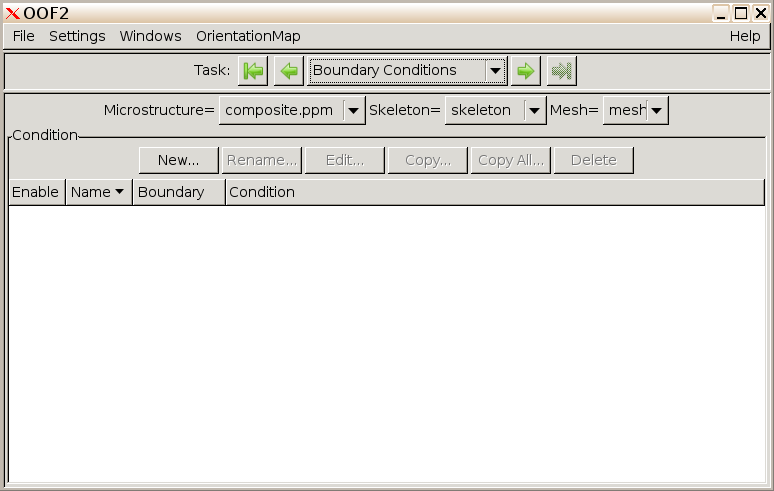 OOF2
File Settings Windows OrientationMap Help
Task: Boundary Conditions
Microstructure= composite.ppm Skeleton= skeleton Mesh= mesh
Condition
New... Rename... Edit... Copy... Copy All... Delete
Enable Name Boundary Condition